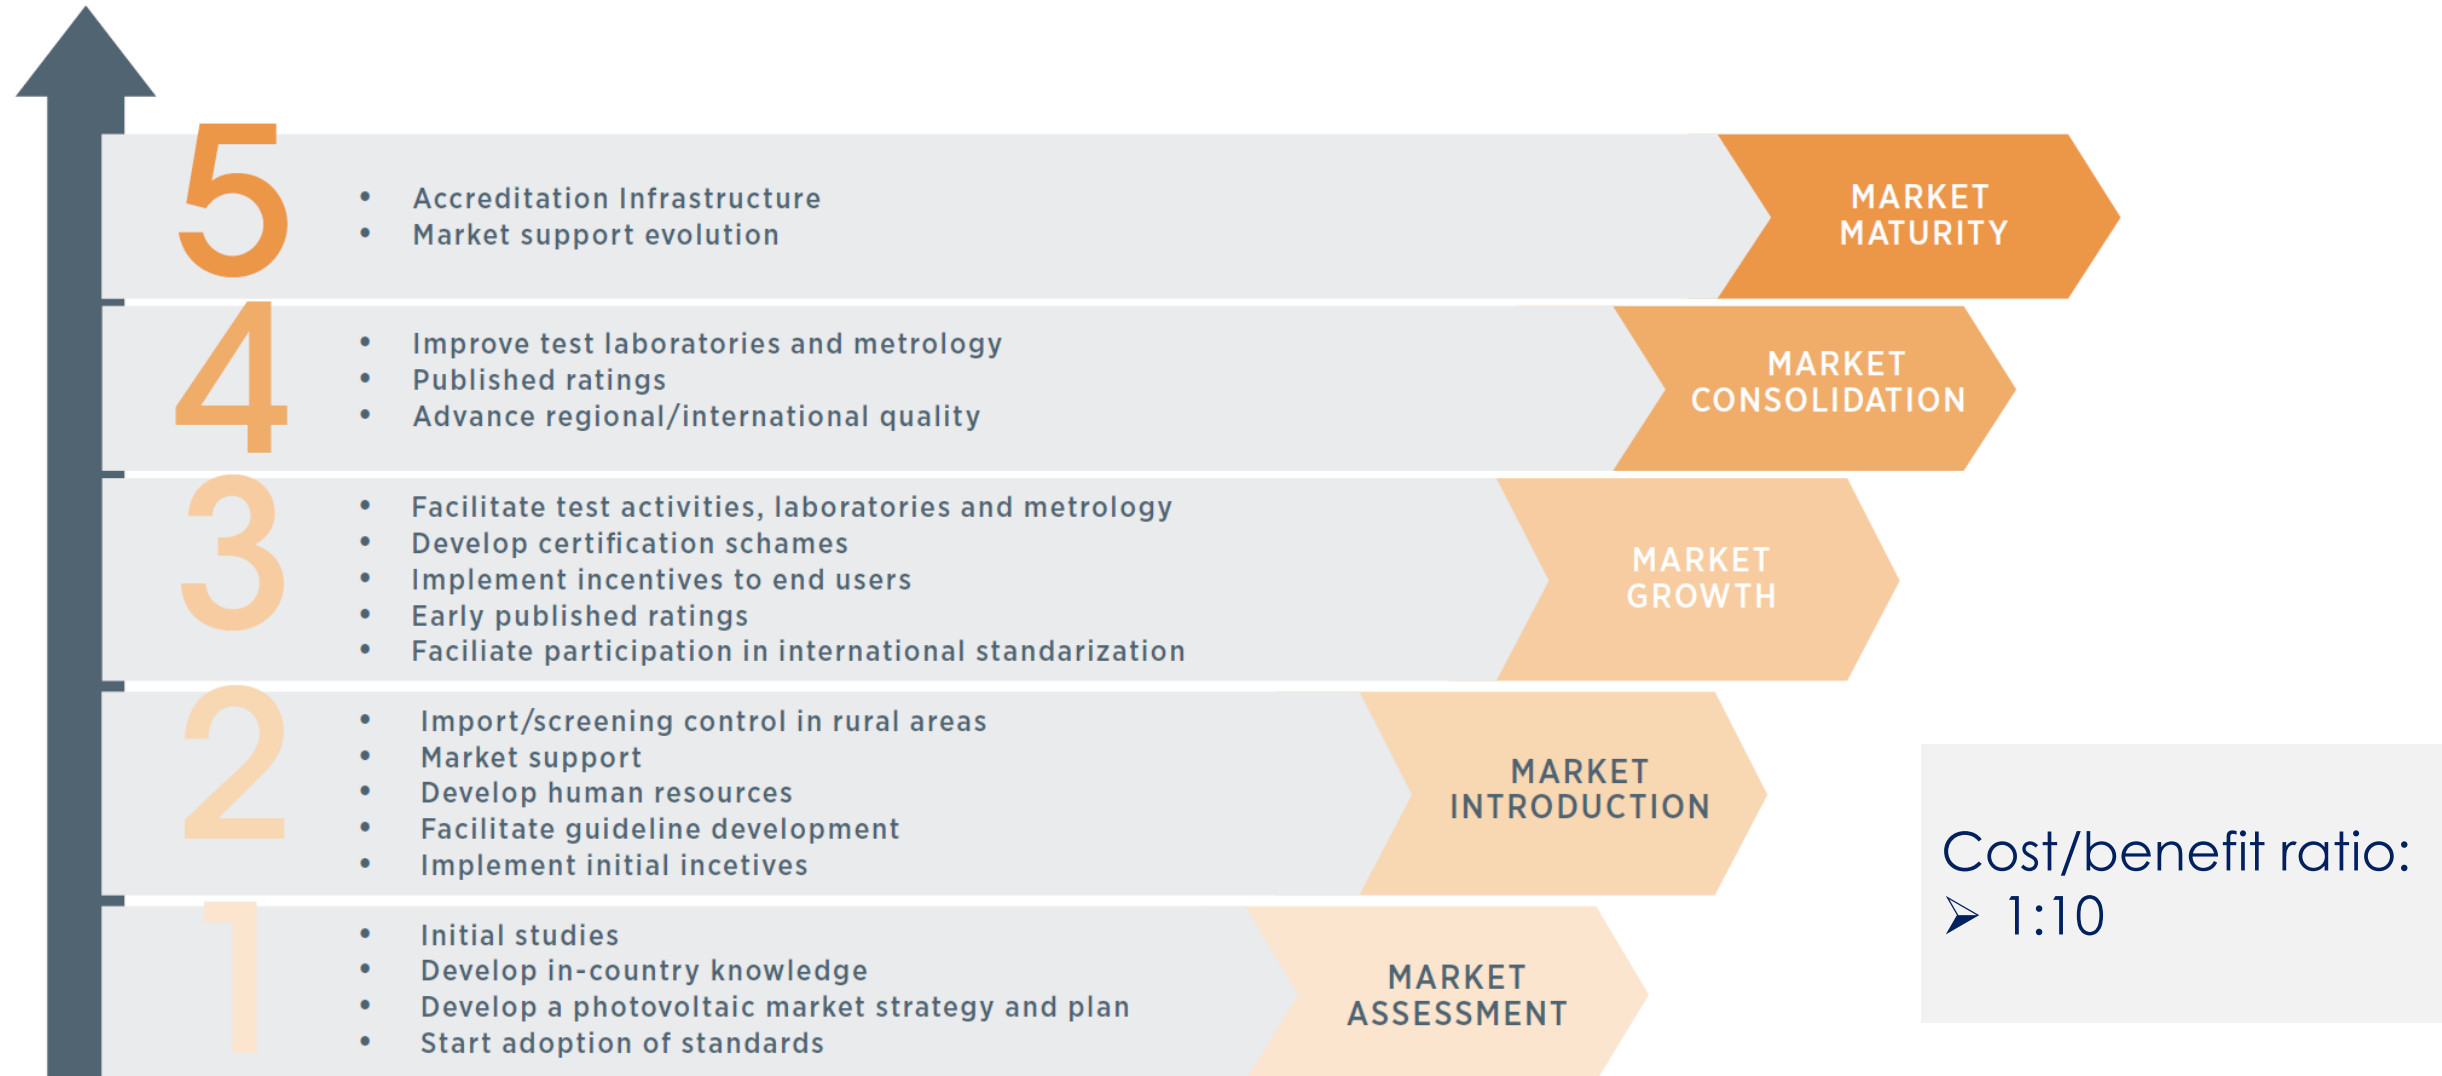 5
• Accreditation Infrastructure
• Market support evolution
MARKET
MATURITY
4
• Improve test laboratories and metrology
• Published ratings
• Advance regional/international quality
MARKET
CONSOLIDATION
3
• Facilitate test activities, laboratories and metrology
• Develop certification schames
• Implement incentives to end users
• Early published ratings
• Faciliate participation in international standarization
MARKET
GROWTH
2
• Import/screening control in rural areas
• Market support
• Develop human resources
• Facilitate guideline development
• Implement initial incetives
MARKET
INTRODUCTION
1
• Initial studies
• Develop in-country knowledge
• Develop a photovoltaic market strategy and plan
• Start adoption of standards
MARKET
ASSESSMENT
Cost/benefit ratio:
➢ 1:10